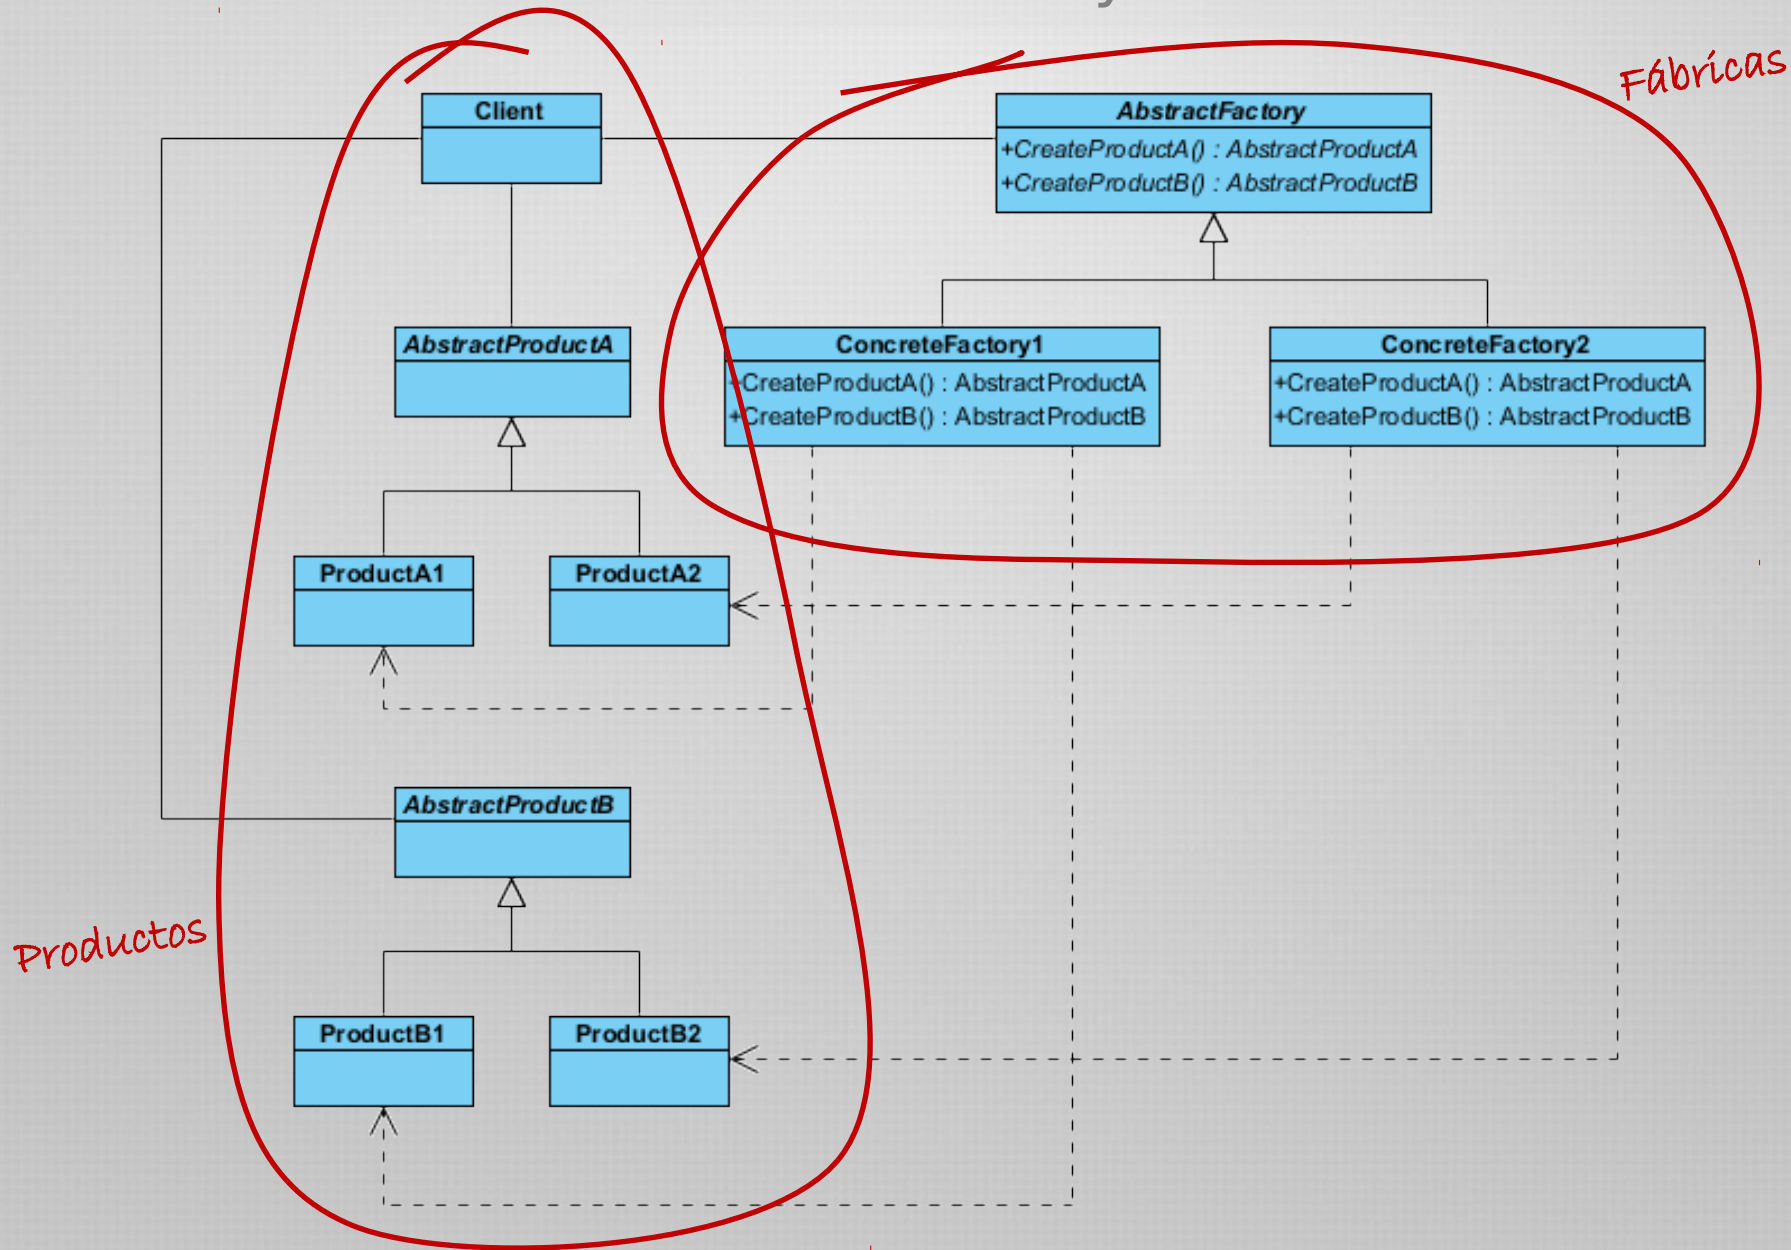 Fábricas
Client
AbstractFactory
+CreateProductA() : AbstractProductA
+CreateProductB() : AbstractProductB
AbstractProductA
ConcreteFactory1
+CreateProductA() : AbstractProductA
+CreateProductB() : AbstractProductB
ConcreteFactory2
+CreateProductA() : AbstractProductA
+CreateProductB() : AbstractProductB
ProductA1
ProductA2
AbstractProductB
Productos
ProductB1
ProductB2